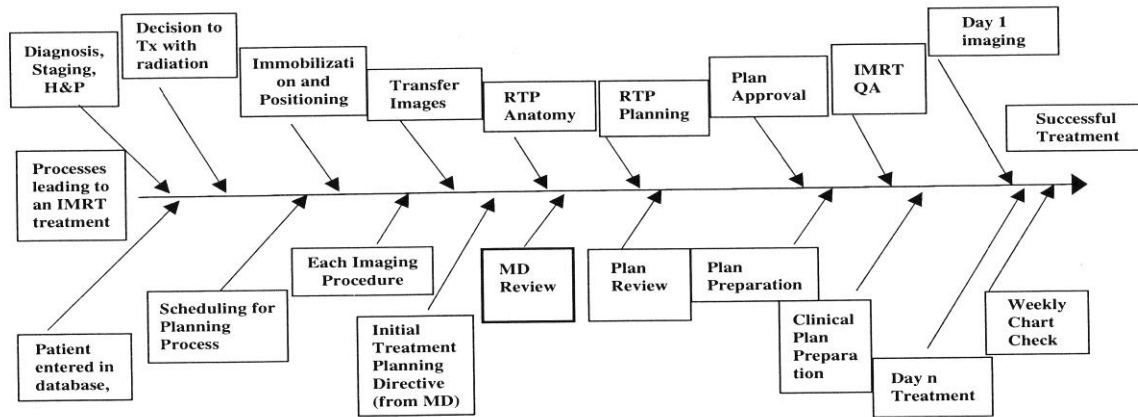 Diagnosis,
Staging,
H&P
Decision to
Tx with
radiation
Immobilizati
on and
Positioning
Transfer
Images
RTP
Anatomy
RTP
Planning
Plan
Approval
IMRT
QA
Day 1
imaging
Successful
Treatment
Processes
leading to
an IMRT
treatment
Patient
entered in
database,
Scheduling for
Planning
Process
Each Imaging
Procedure
Initial
Treatment
Planning
Directive
(from MD)
MD
Review
Plan
Review
Plan
Preparation
Clinical
Plan
Prepara
tion
Day n
Treatment
Weekly
Chart
Check